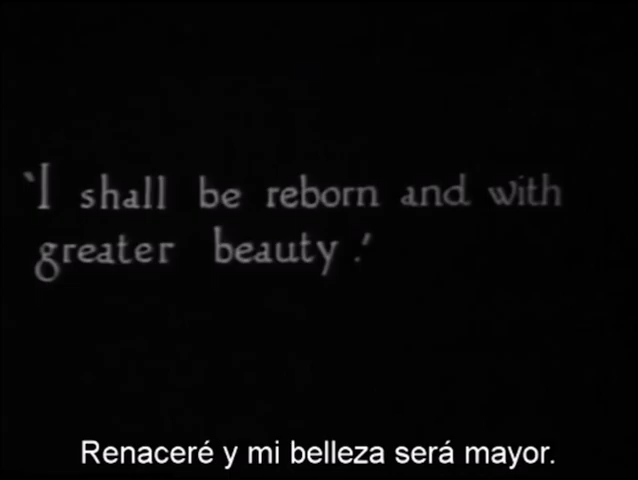 'I shall be reborn and with
greater beauty.'
Renaceré y mi belleza será mayor.